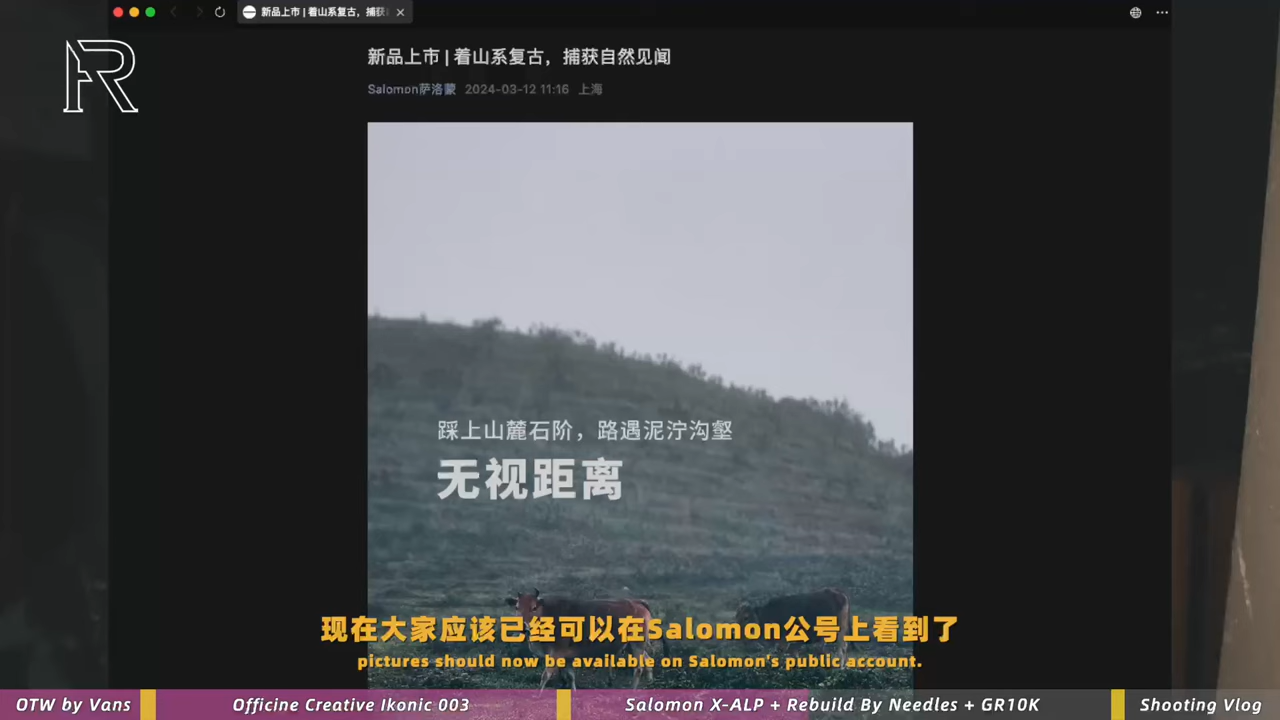 新品上市 | 着山系复古，捕获
新品上市 | 着山系复古，捕获自然见闻
Salomon萨洛蒙 2024-03-12 11:16 上海
踩上山麓石阶，路遇泥泞沟壑
无视距离
现在大家应该已经可以在Salomon公号上看到了
pictures should now be available on Salomon's public account.
OTW by Vans Officine Creative Ikonic 003 Salomon X-ALP + Rebuild By Needles + GR10K Shooting Vlog